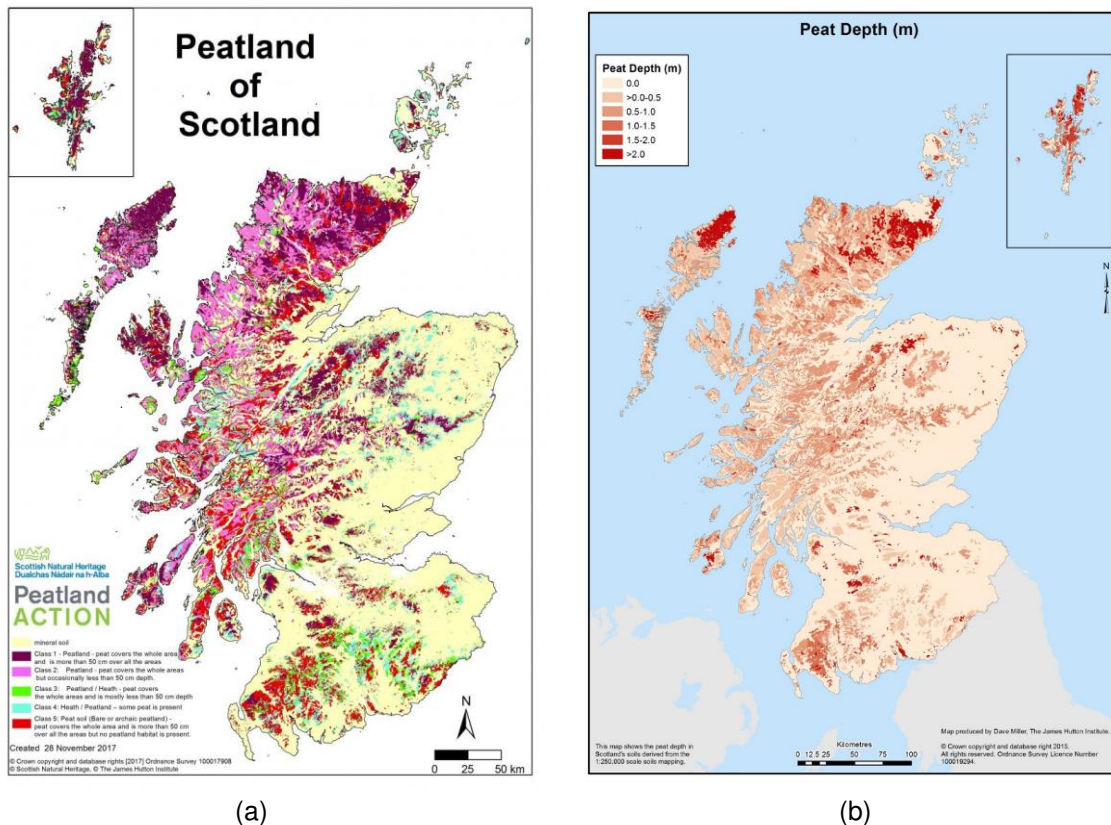 Peatland
of
Scotland
Scottish Natural Heritage
Dualchas Nàdair na h-Alba
Peatland
ACTION
mineral soil
Class 1 - Peatland - peat covers the whole area
and is more than 50 cm over all the areas
Class 2: Peatland - peat covers the whole areas
but occasionally less than 50 cm depth.
Class 3: Peatland / Heath - peat covers
the whole areas and is mostly less than 50 cm depth
Class 4: Heath / Peatland – some peat is present
Class 5: Peat soil (Bare or archaic peatland) -
peat covers the whole area and is more than 50 cm
over all the areas but no peatland habitat is present.
Created 28 November 2017
© Crown copyright and database rights [2017] Ordnance Survey 100017908
© Scottish Natural Heritage, © The James Hutton Institute
N
0 25 50 km
(a)
Peat Depth (m)
Peat Depth (m)
0.0
>0.0-0.5
0.5-1.0
1.0-1.5
1.5-2.0
>2.0
N
This map shows the peat depth in
Scotland's soils derived from the
1:250,000 scale soils mapping.
Kilometres
0 12.5 25 50 75 100
Map produced by Dave Miller, The James Hutton Institute.
© Crown copyright and database right 2015.
All rights reserved. Ordnance Survey Licence Number
100019294.
(b)